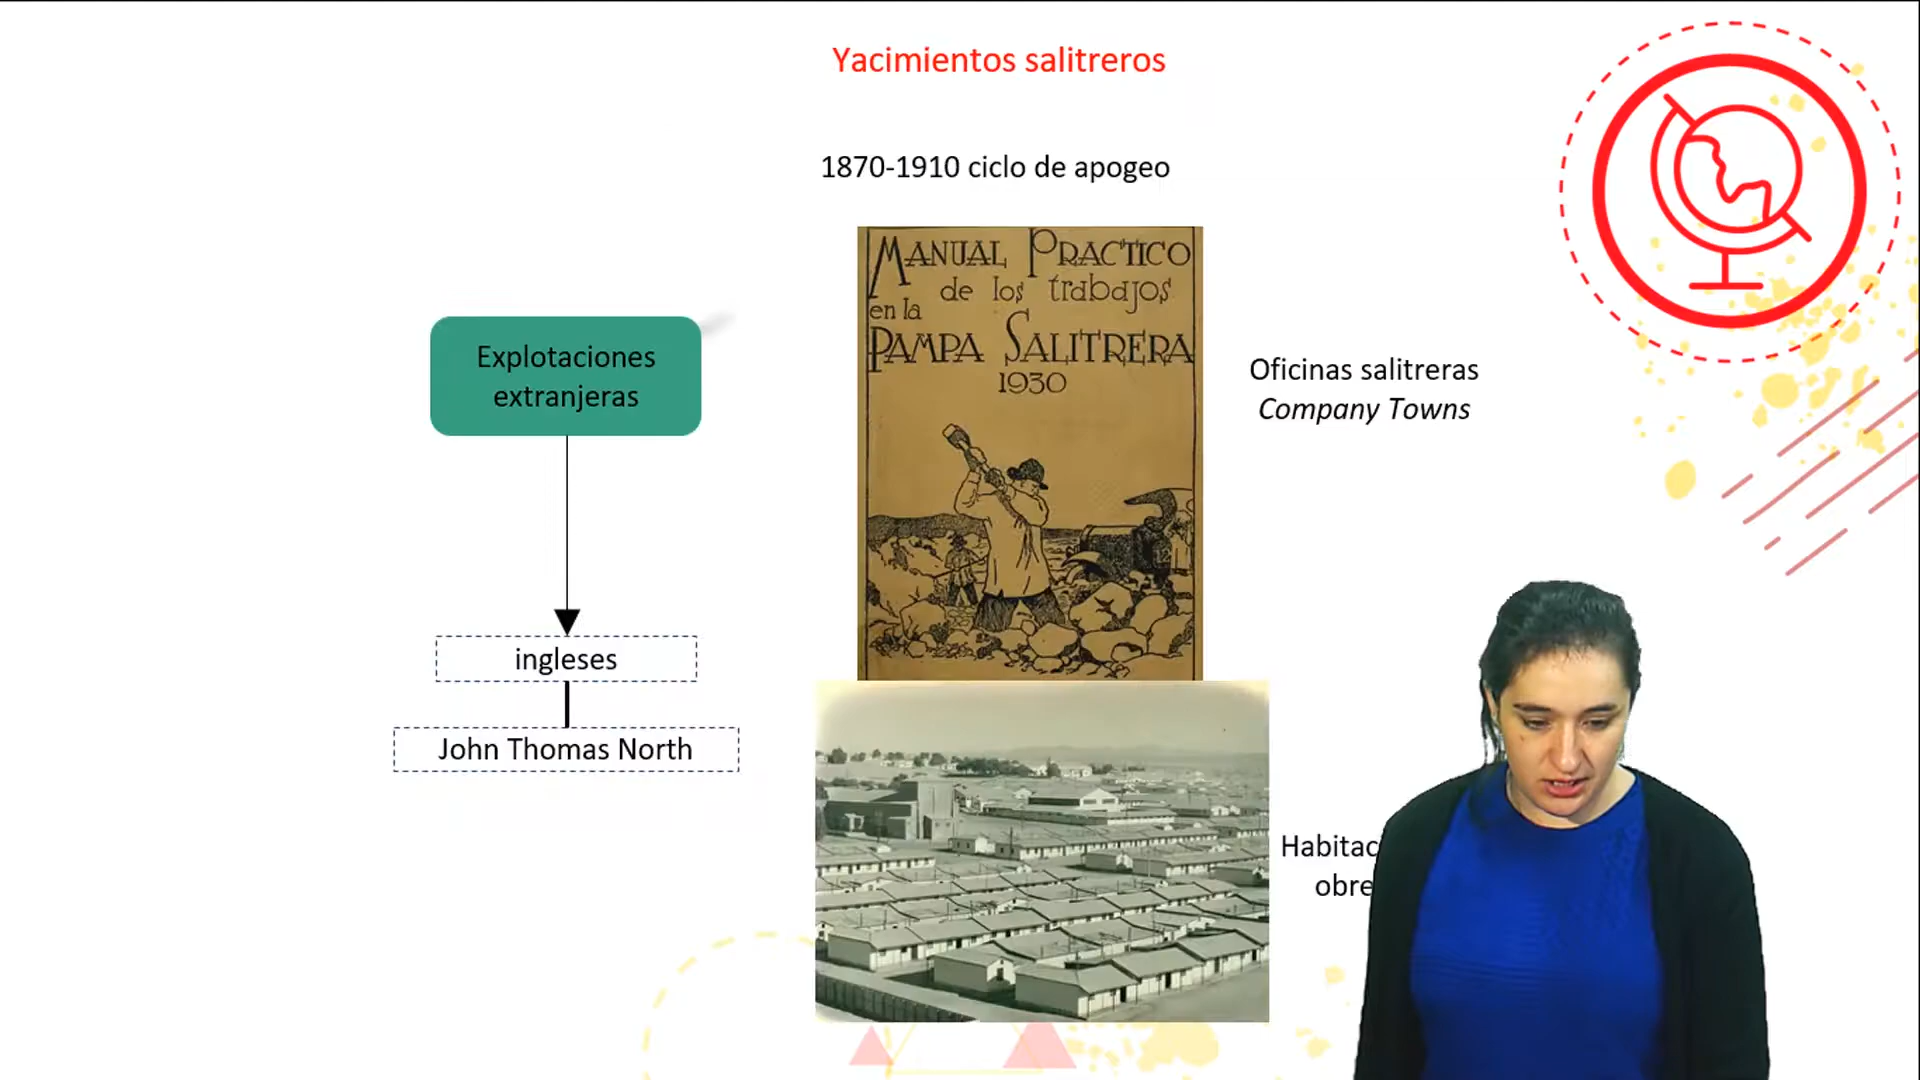 Yacimientos salitreros
1870-1910 ciclo de apogeo
MANUAL PRACTICO
de los trabajos
en la
PAMPA SALITRERA
1930
Explotaciones
extranjeras
Oficinas salitreras
Company Towns
ingleses
John Thomas North